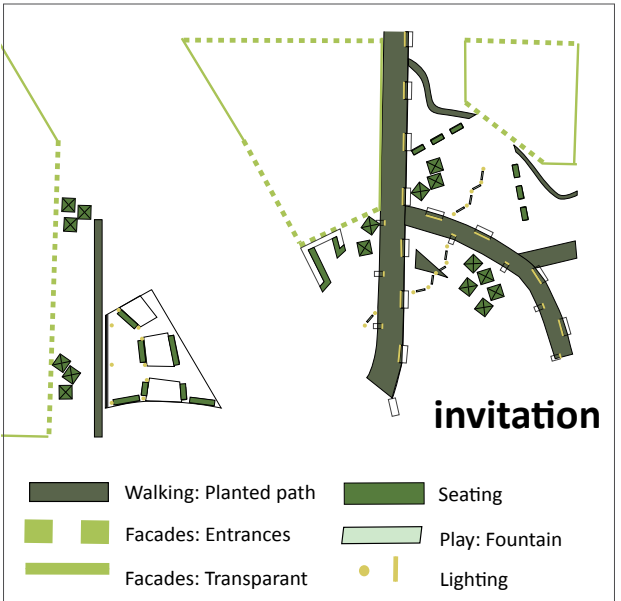 invitation
Walking: Planted path
Seating
Facades: Entrances
Play: Fountain
Facades: Transparant
Lighting